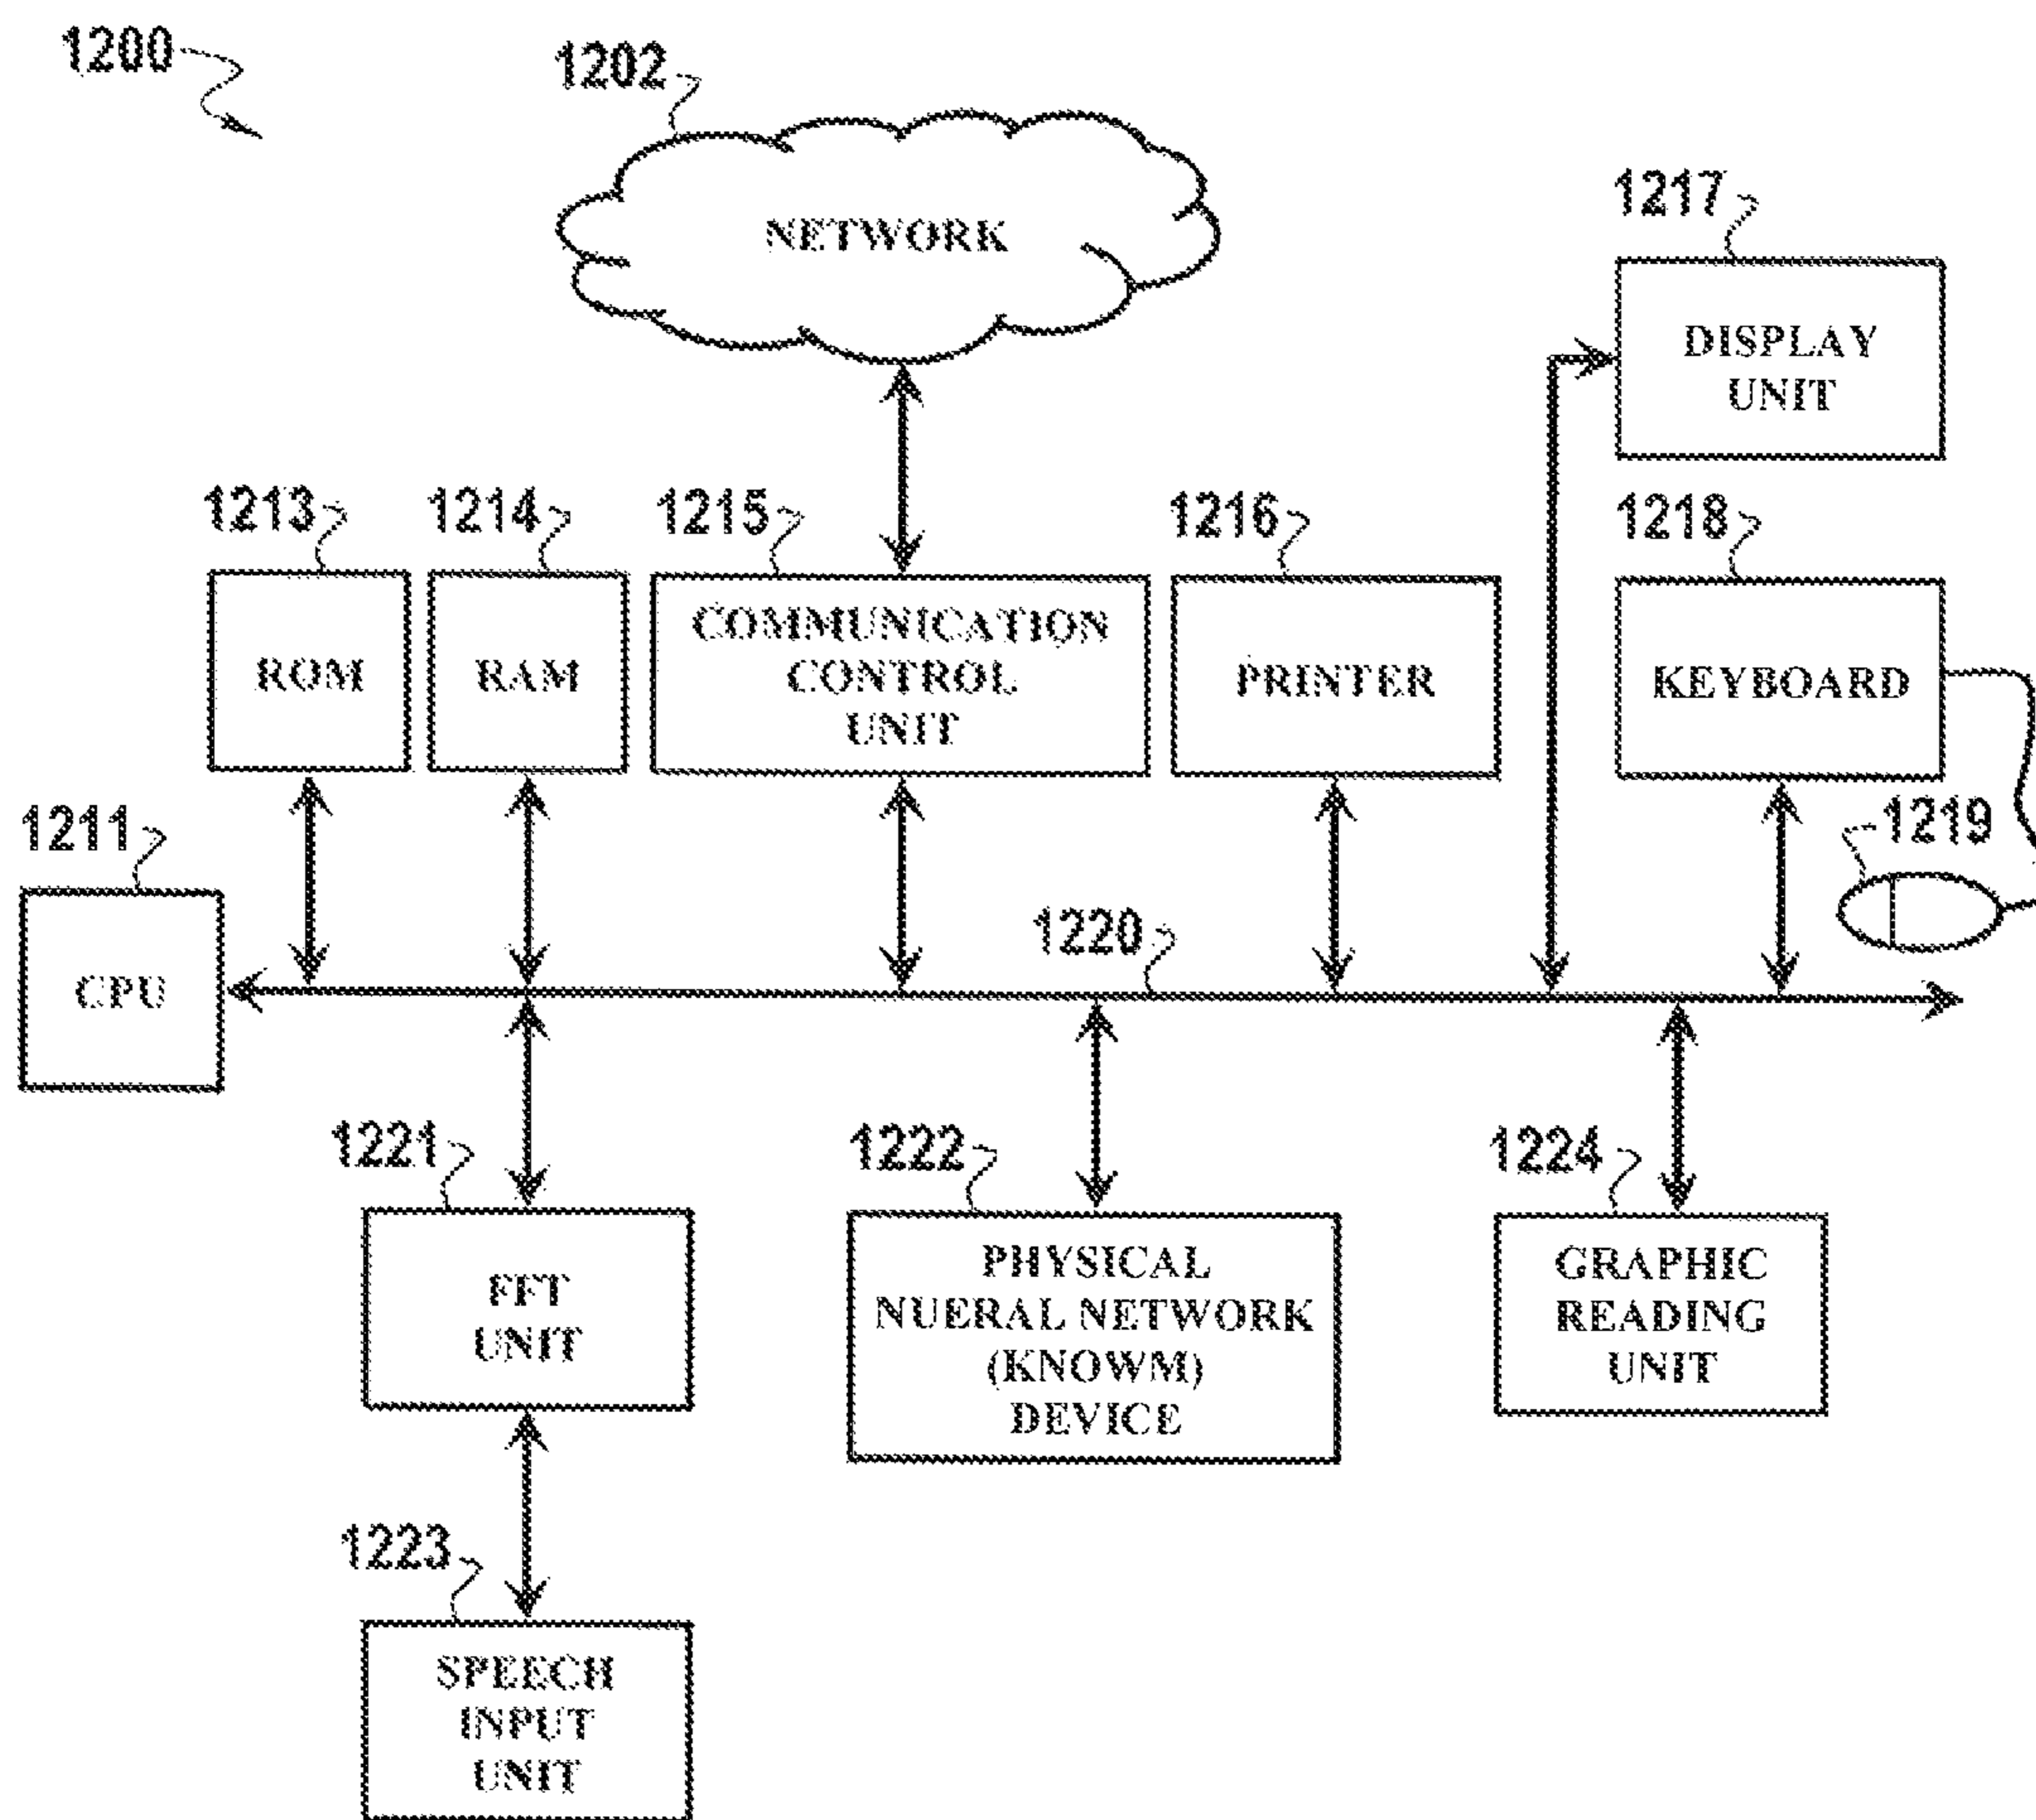 1200
1202
NETWORK
1217
DISPLAY
UNIT
1213
1214
1215
1216
1218
ROM
RAM
COMMUNICATION
CONTROL
UNIT
PRINTER
KEYBOARD
1211
1219
CPU
1220
1221
1222
1224
FFT
UNIT
PHYSICAL
NUERAL NETWORK
(KNOWM)
DEVICE
GRAPHIC
READING
UNIT
1223
SPEECH
INPUT
UNIT